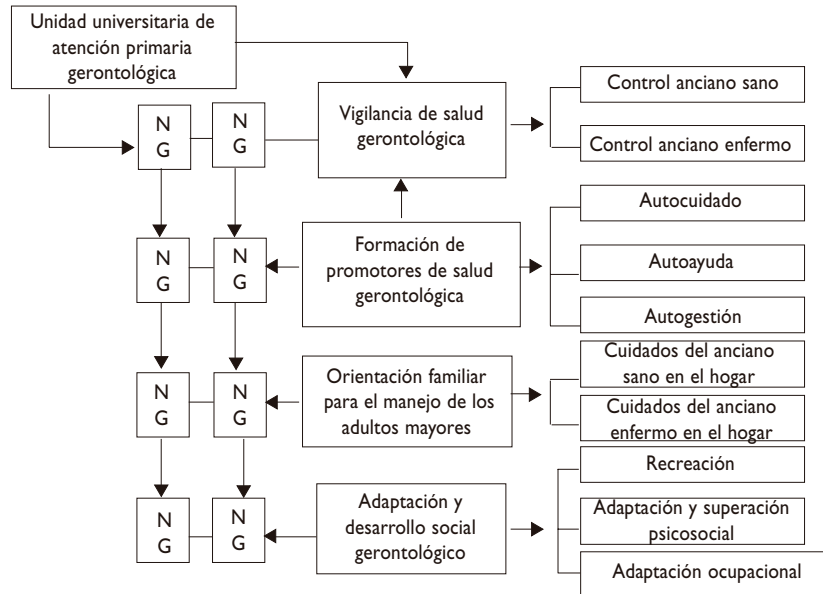 Unidad universitaria de
atención primaria
gerontológica
N
G
N
G
Vigilancia de salud
gerontológica
Control anciano sano
Control anciano enfermo
N
G
N
G
Formación de
promotores de salud
gerontológica
Autocuidado
Autoayuda
Autogestión
N
G
N
G
Orientación familiar
para el manejo de los
adultos mayores
Cuidados del anciano
sano en el hogar
Cuidados del anciano
enfermo en el hogar
N
G
N
G
Adaptación y
desarrollo social
gerontológico
Recreación
Adaptación y superación
psicosocial
Adaptación ocupacional